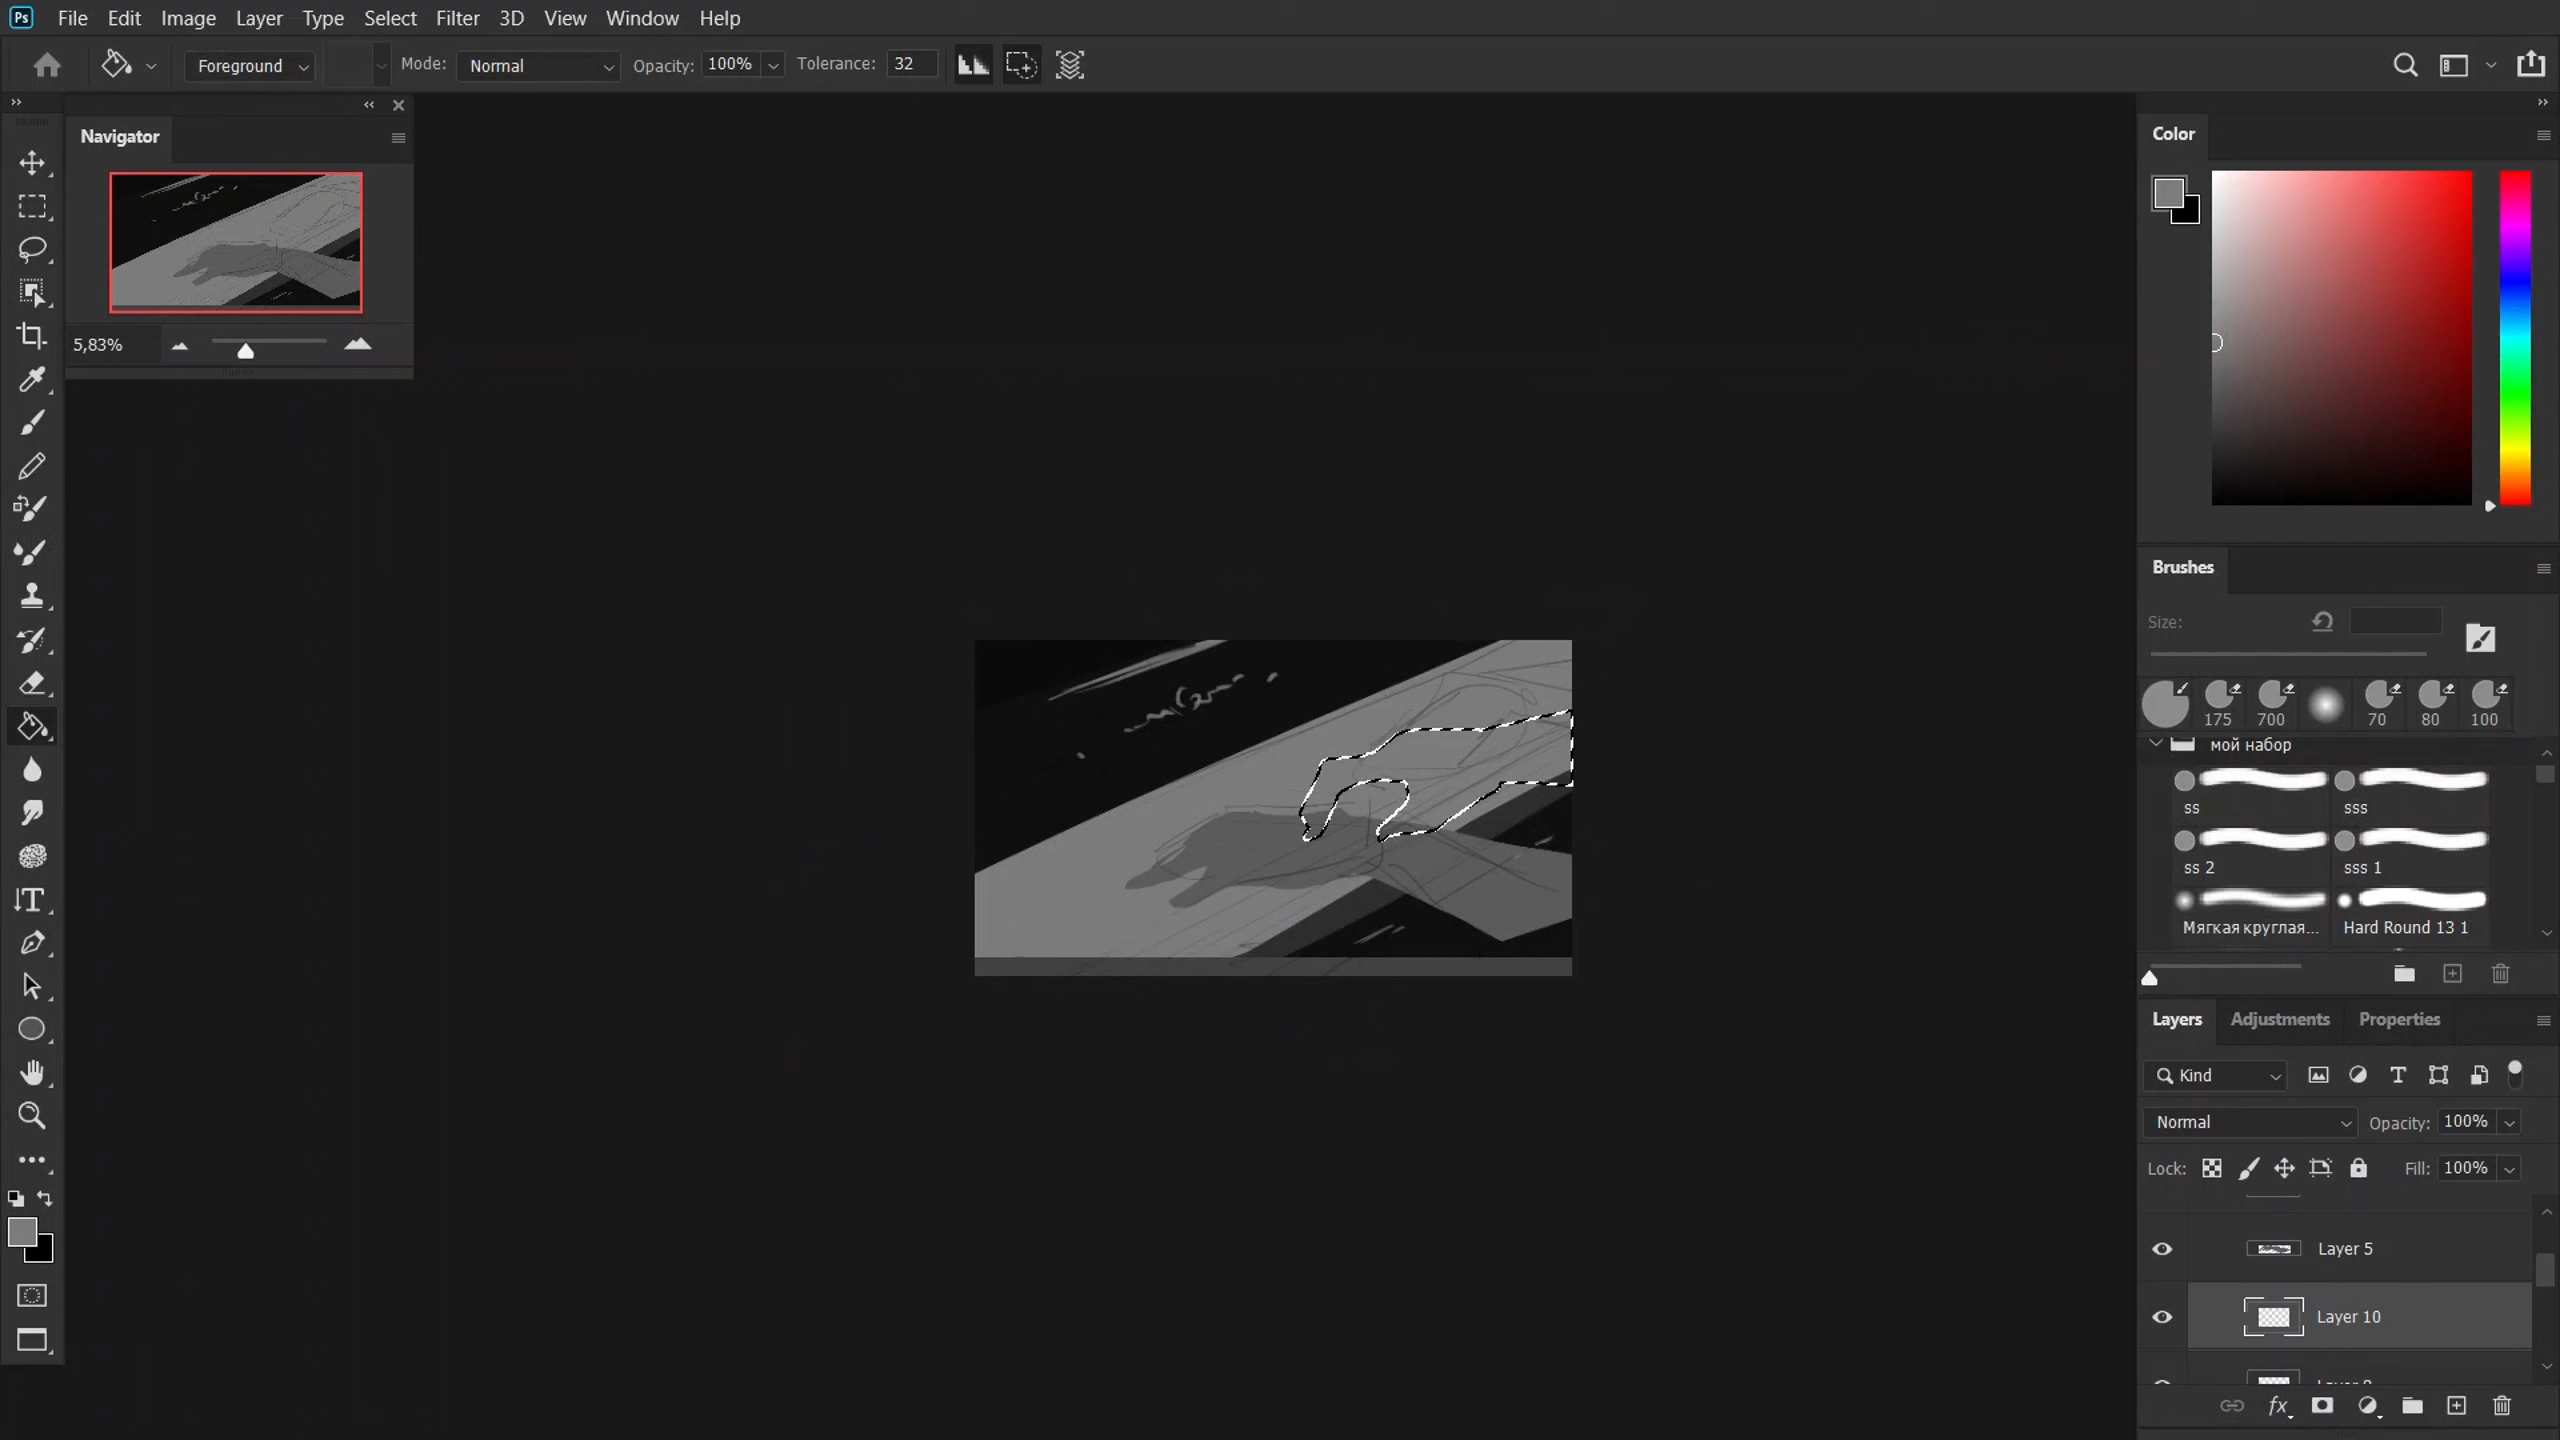 Ps File Edit Image Layer Type Select Filter 3D View Window Help
Foreground Mode: Normal Opacity: 100% Tolerance: 32
Navigator
5,83%
Color
Brushes
Size:
175 700 70 80 100
мой набор
ss sss
ss 2 sss 1
Мягкая круглая... Hard Round 13 1
Layers Adjustments Properties
Kind
Normal Opacity: 100%
Lock: Fill: 100%
Layer 5
Layer 10